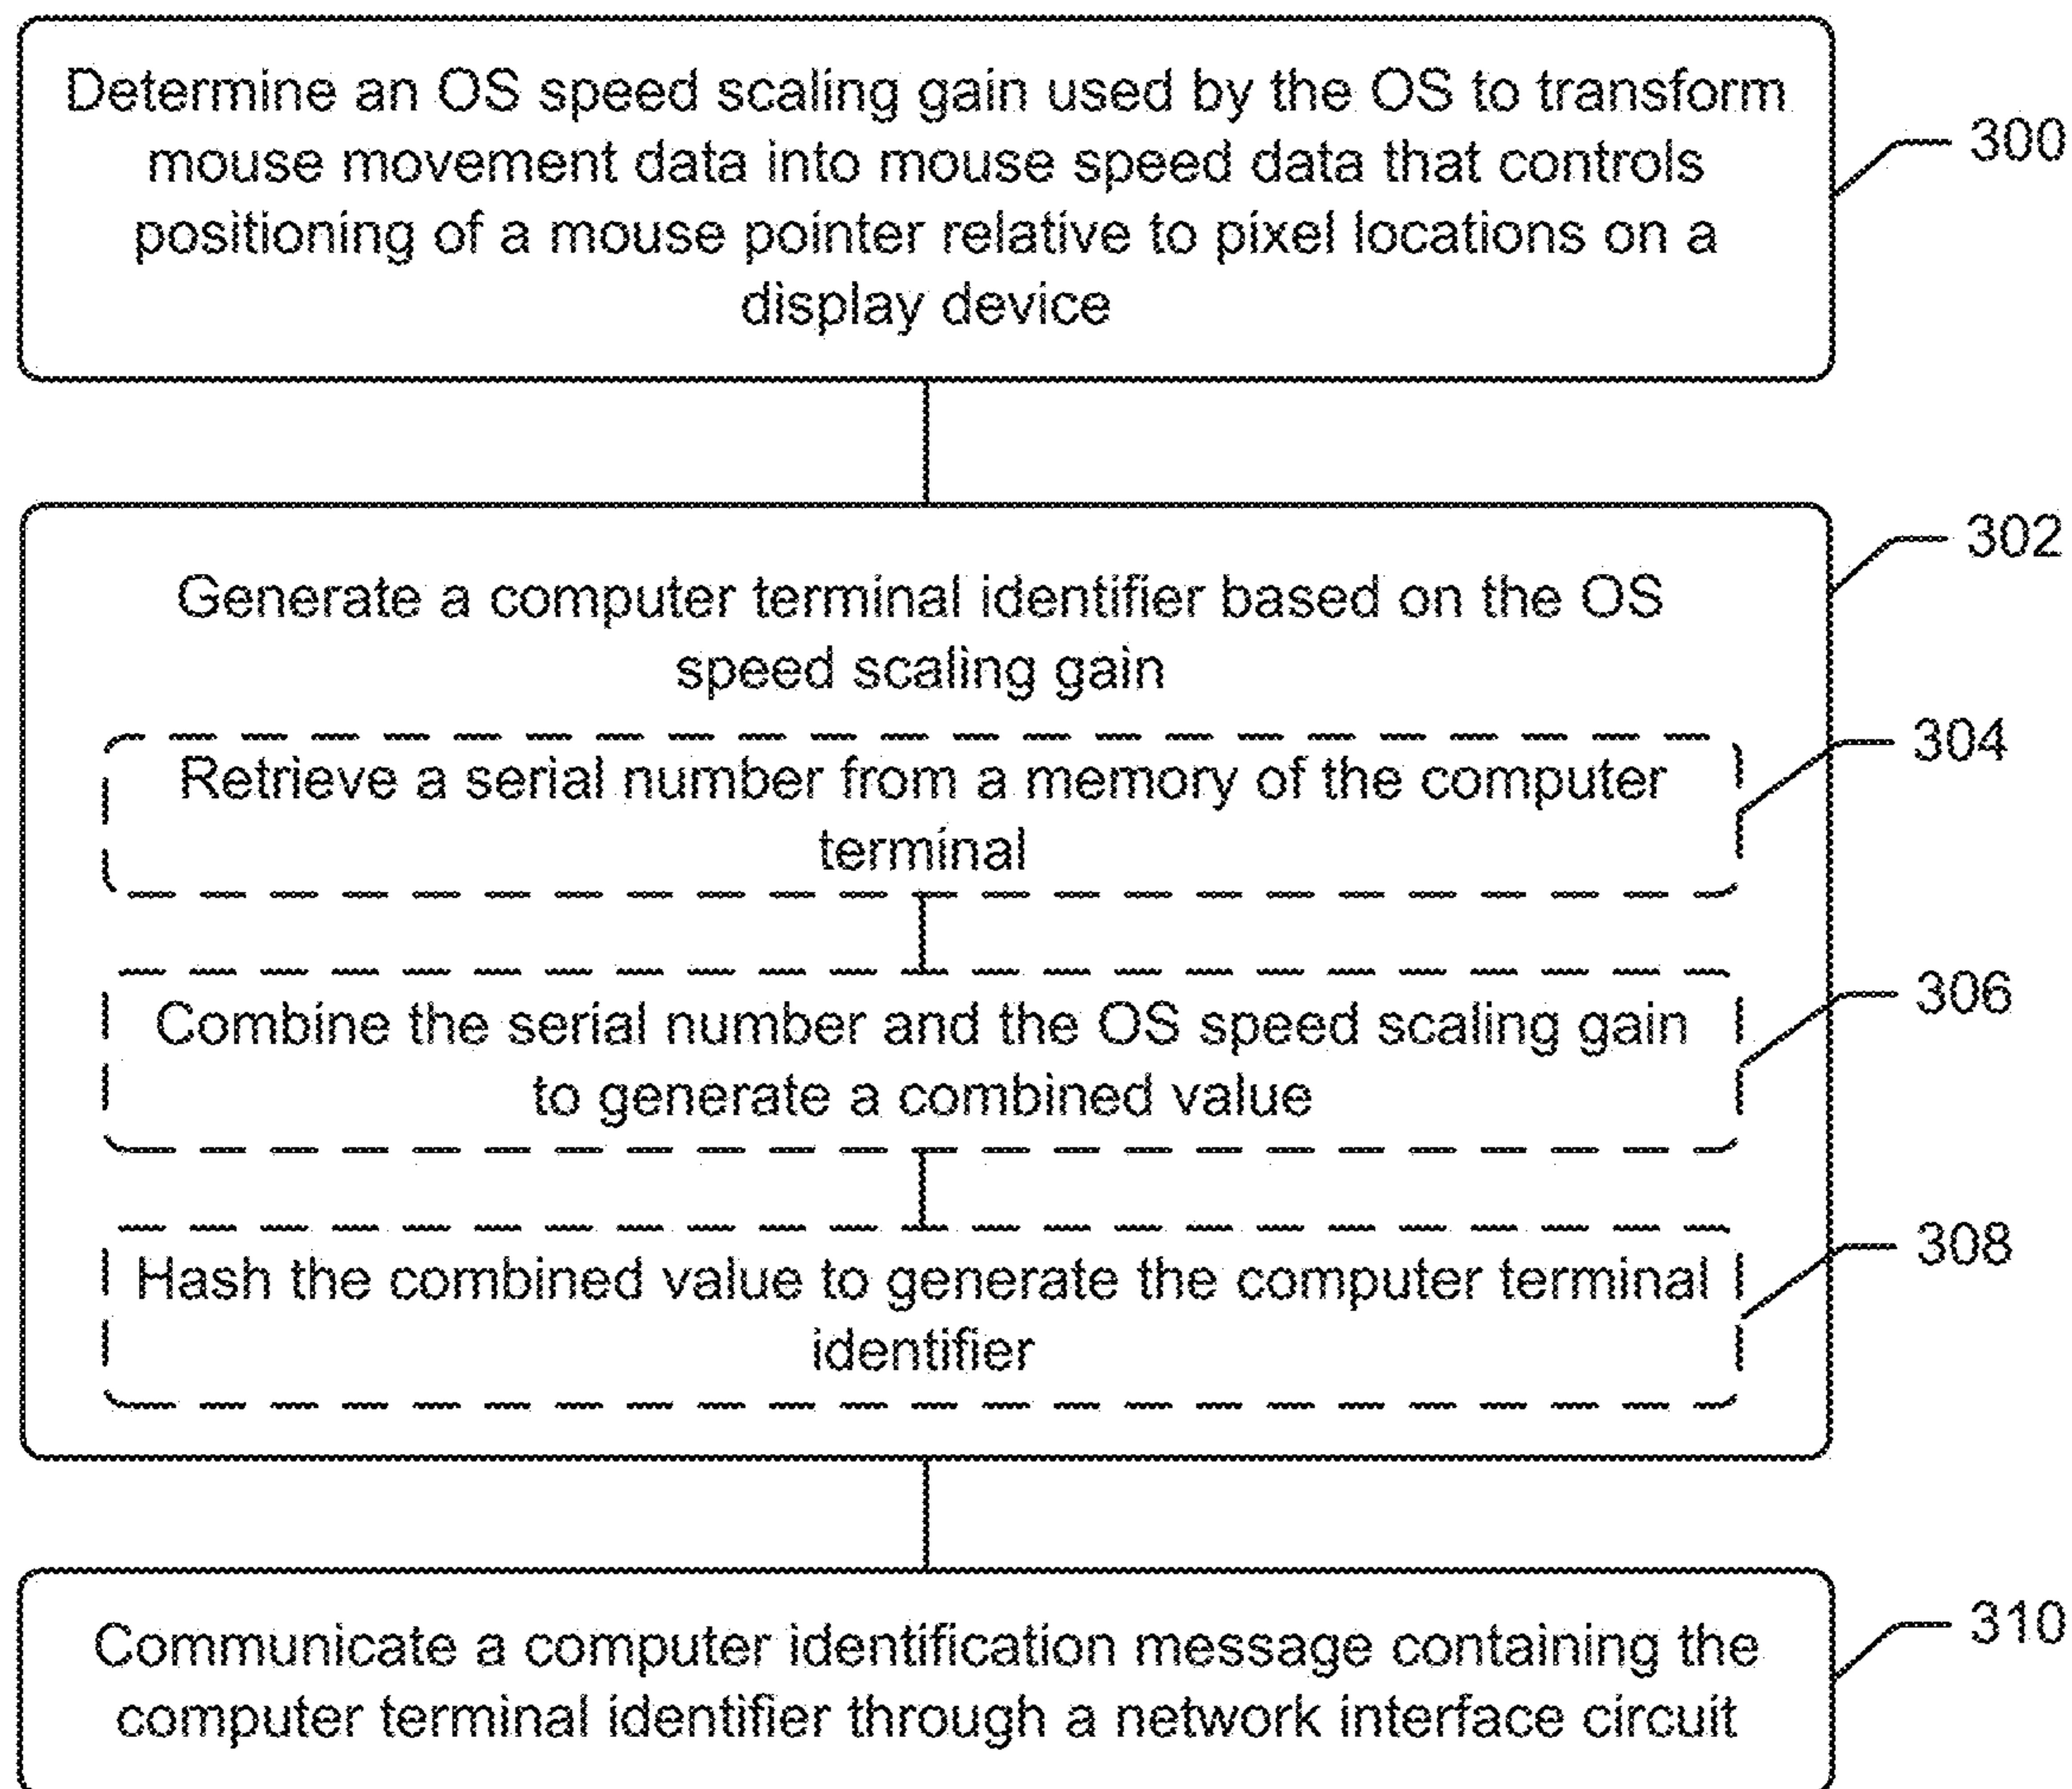 Determine an OS speed scaling gain used by the OS to transform
mouse movement data into mouse speed data that controls
positioning of a mouse pointer relative to pixel locations on a
display device
300
302
Generate a computer terminal identifier based on the OS
speed scaling gain
304
Retrieve a serial number from a memory of the computer
terminal
306
Combine the serial number and the OS speed scaling gain
to generate a combined value
308
Hash the combined value to generate the computer terminal
identifier
310
Communicate a computer identification message containing the
computer terminal identifier through a network interface circuit